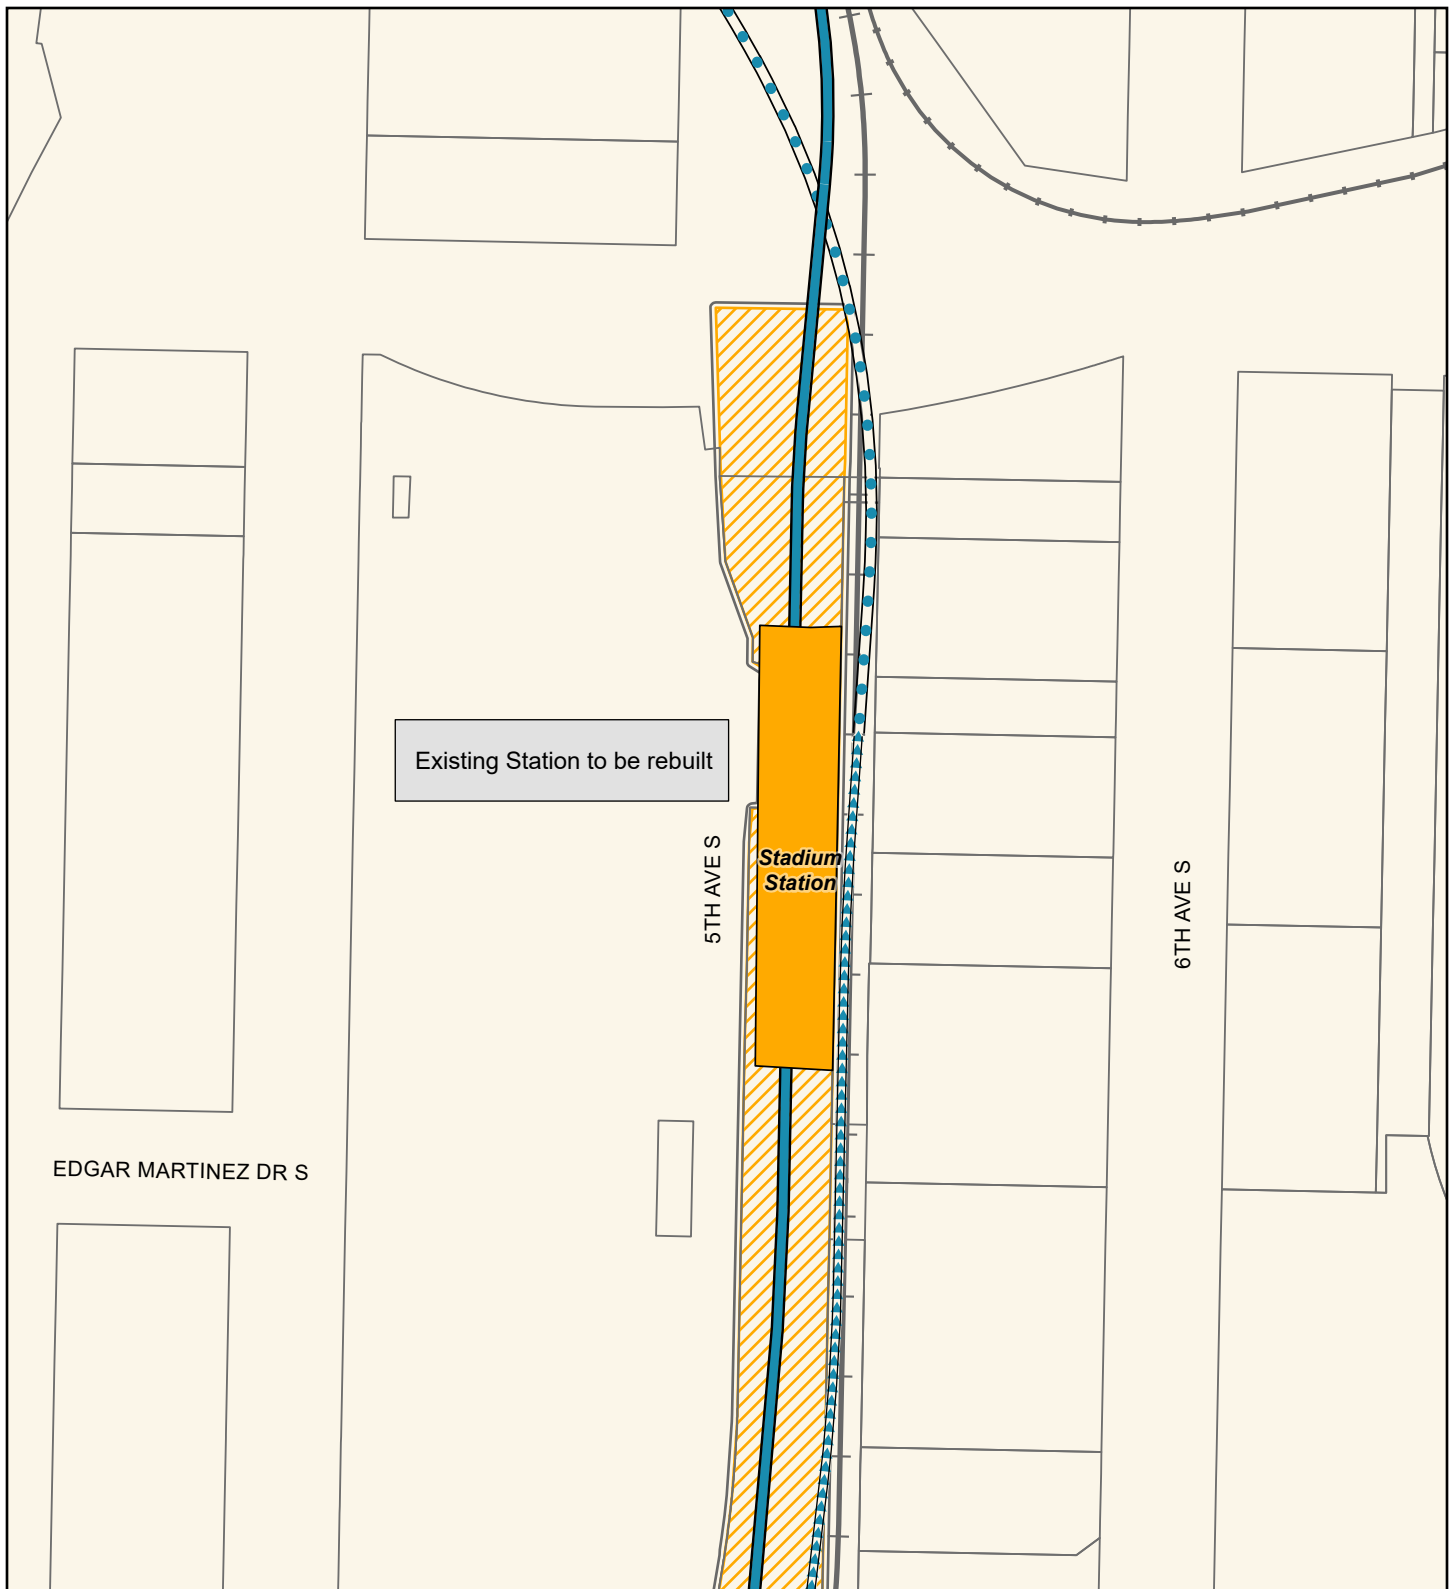 Existing Station to be rebuilt
5TH AVE S
Stadium
Station
6TH AVE S
EDGAR MARTINEZ DR S